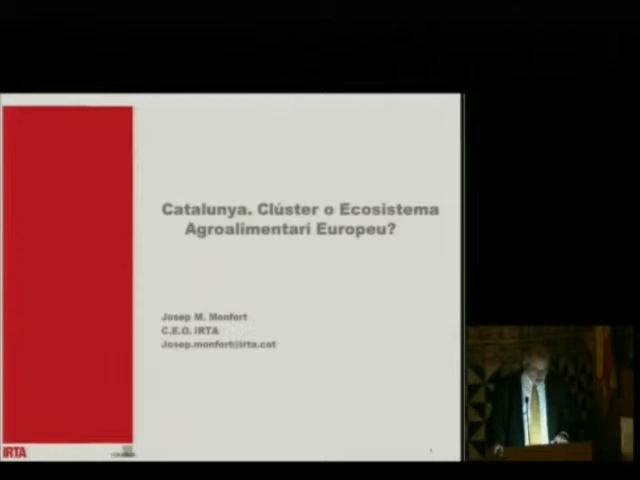 Catalunya. Clúster o Ecosistema
Agroalimentari Europeu?
Josep M. Monfort
C.E.O. IRTA
Josep.monfort@irta.cat
IRTA